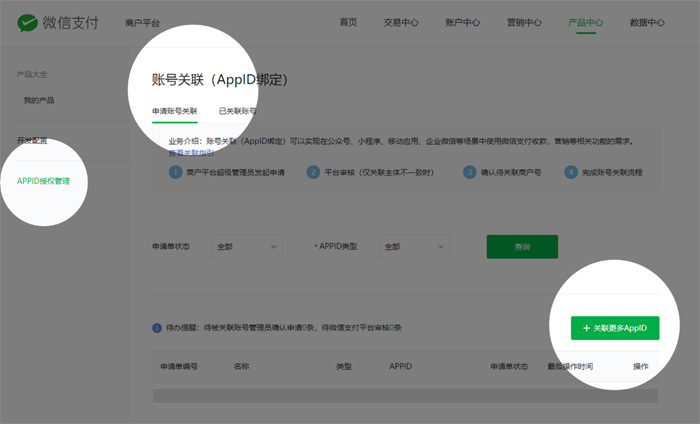 微信支付 商户平台 首页 交易中心 账户中心 营销中心 产品中心 数据中心
产品大全
我的产品
开发配置
APPID授权管理
账号关联（AppID绑定）
申请账号关联 已关联账号
业务介绍：账号关联（AppID绑定）可以实现在公众号、小程序、移动应用、企业微信等场景中使用微信支付收款，营销等相关功能的需求。
查看关联指引
1 商户平台超级管理员发起申请 2 平台审核（仅关联主体不一致时） 3 确认待关联商户号 4 完成账号关联流程
申请单状态 全部 * APPID类型 全部 查询
待办提醒：待被关联账号管理员确认申请0条，待微信支付平台审核0条 + 关联更多AppID
申请单编号 名称 类型 APPID 申请单状态 最后操作时间 操作